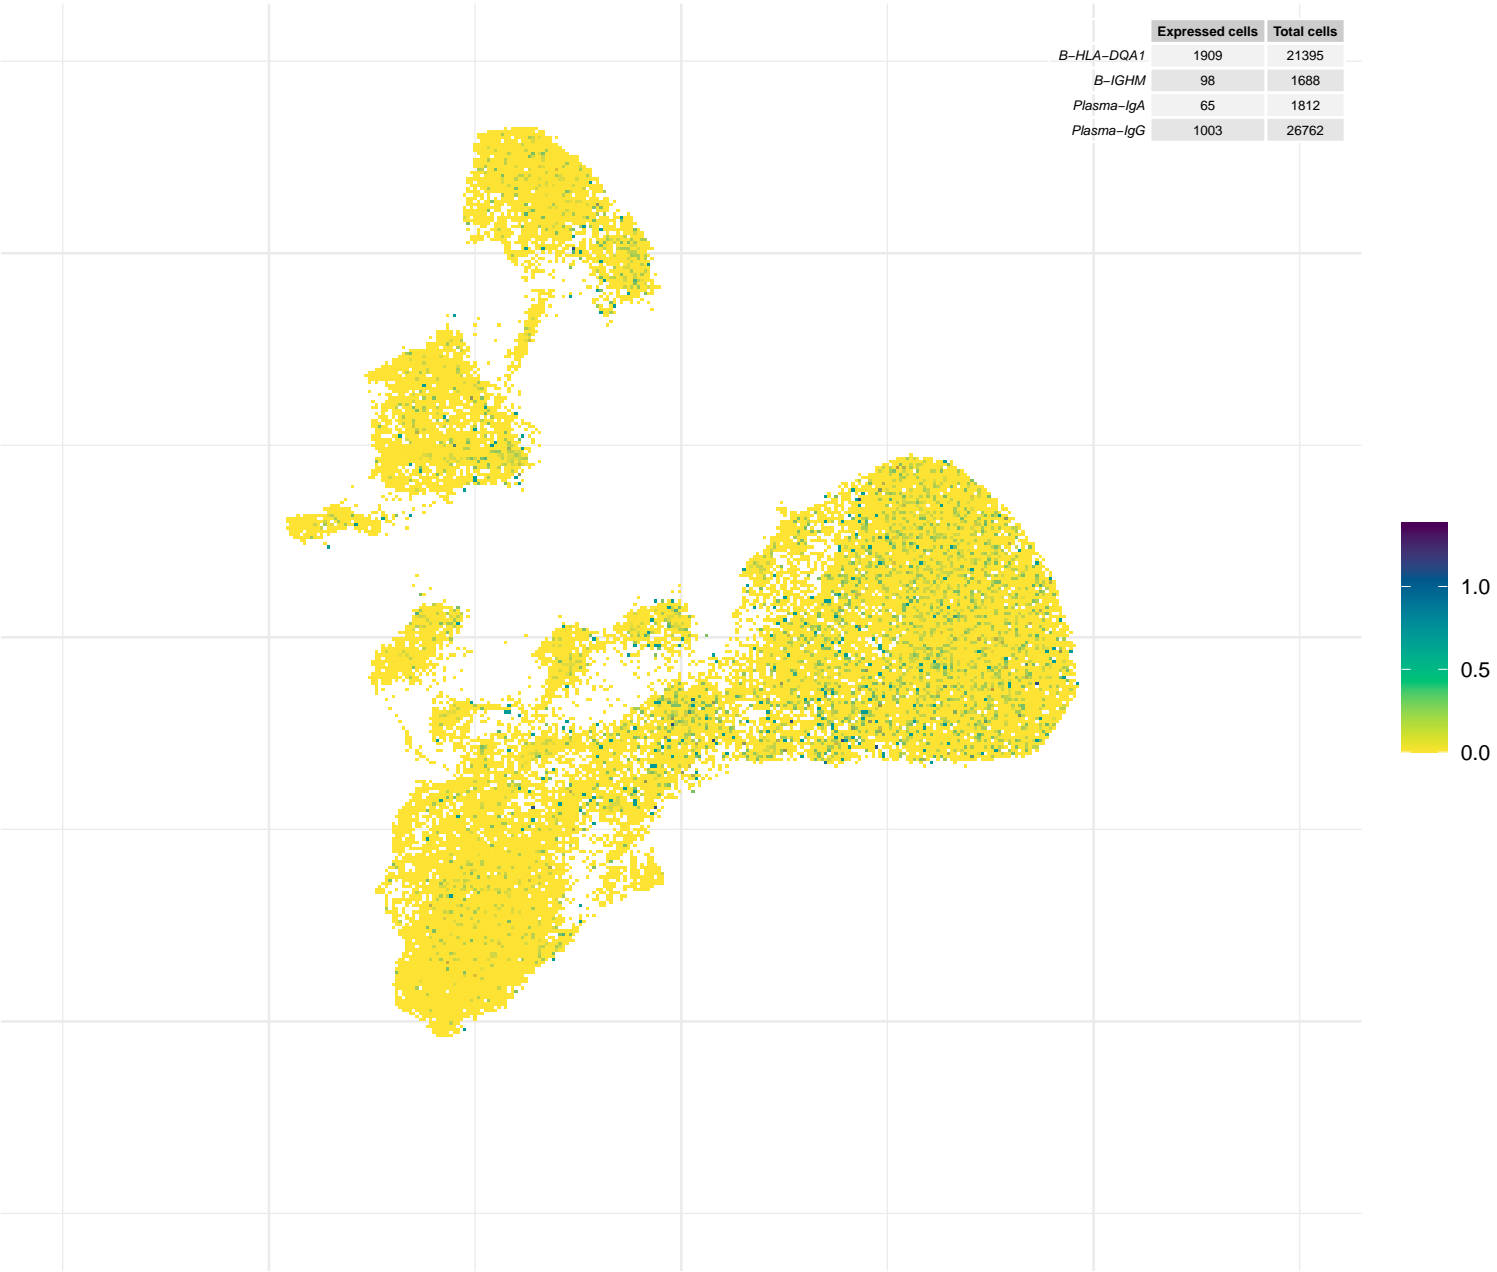 Expressed cells Total cells
B-HLA-DQA1 1909 21395
B-IGHM 98 1688
Plasma-IgA 65 1812
Plasma-IgG 1003 26762
1.0
0.5
0.0